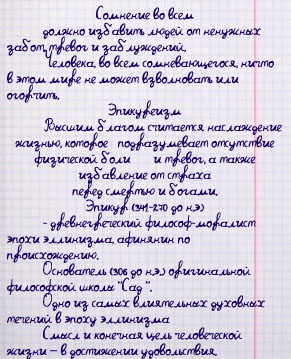 Сомнение во всем
должно избавить людей от ненужных
забот, тревог и заблуждений.
Человека, во всем сомневающегося, ничто
в этом мире не может взволновать или
огорчить.
Эпикуреизм
Высшим благом считается наслаждение
жизнью, которое подразумевает отсутствие
физической боли и тревог, а также
избавление от страха
перед смертью и богами.
Эпикур (341-270 до н.э)
- древнегреческий философ-моралист
эпохи эллинизма, афинянин по
происхождению.
Основатель (306 до н.э.) оригинальной
философской школы "Сад".
Одно из самых влиятельных духовных
течений в эпоху эллинизма
Смысл и конечная цель человеческой
жизни – в достижении удовольствия.